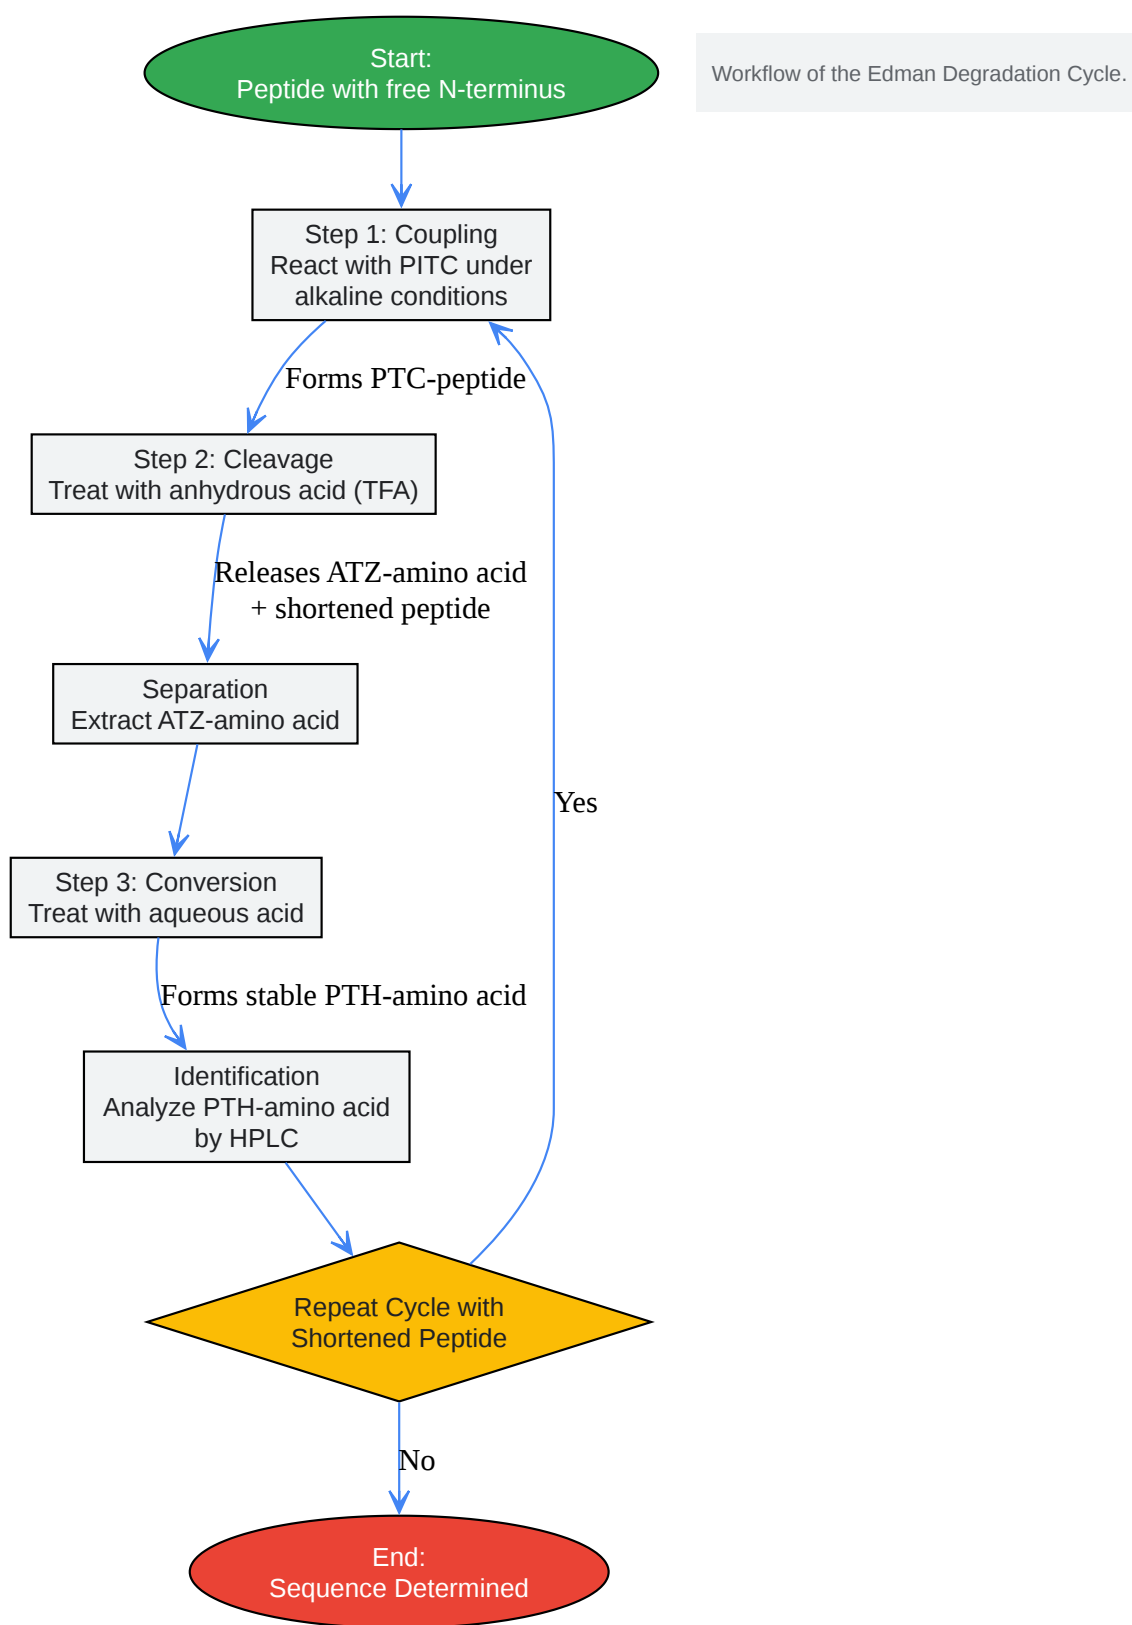 Start:
Peptide with free N-terminus
Workflow of the Edman Degradation Cycle.
Step 1: Coupling
React with PITC under
alkaline conditions
Forms PTC-peptide
Step 2: Cleavage
Treat with anhydrous acid (TFA)
Releases ATZ-amino acid
+ shortened peptide
Separation
Extract ATZ-amino acid
Yes
Step 3: Conversion
Treat with aqueous acid
Forms stable PTH-amino acid
Identification
Analyze PTH-amino acid
by HPLC
Repeat Cycle with
Shortened Peptide
No
End:
Sequence Determined